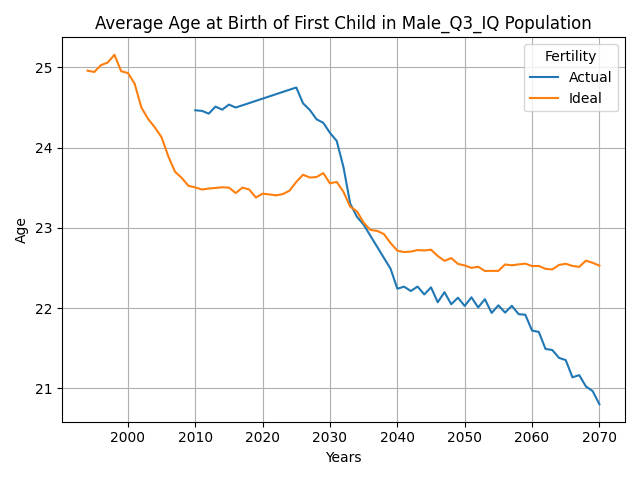 Average Age at Birth of First Child in Male_Q3_IQ Population
Fertility
Actual
Ideal
Age
25
24
23
22
21
2000
2010
2020
2030
2040
2050
2060
2070
Years